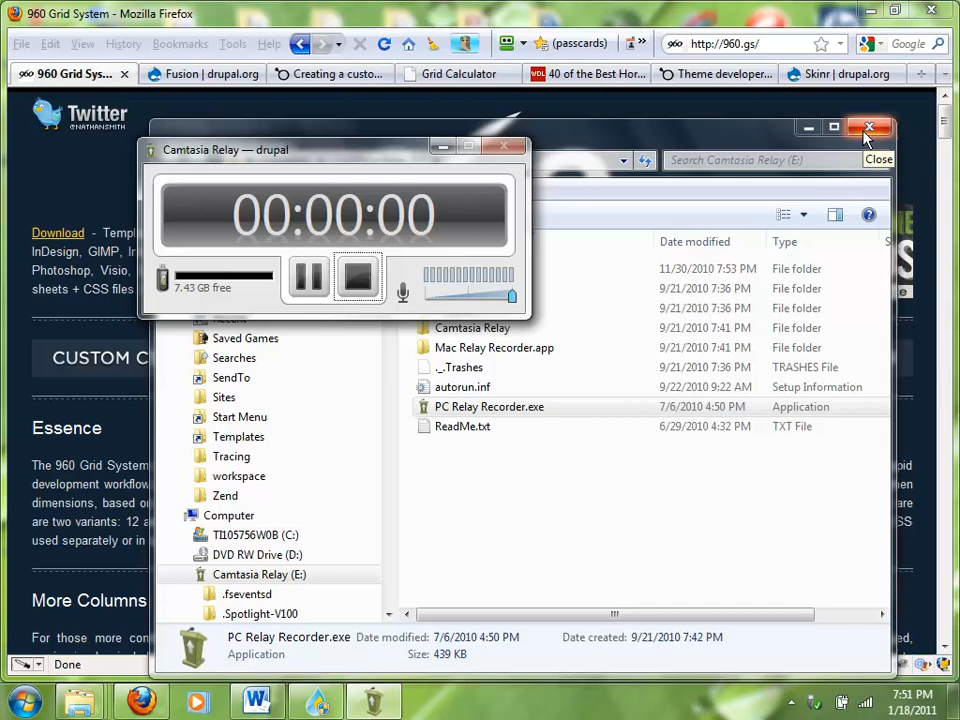 960 Grid System - Mozilla Firefox
File Edit View History Bookmarks Tools Help
(passcards)
http://960.gs/
Google
960 Grid Sys...
Fusion | drupal.org
Creating a custo...
Grid Calculator
WDL 40 of the Best Hor...
Theme developer...
Skinr | drupal.org
Twitter
@NATHANSMITH
Camtasia Relay — drupal
00:00:00
7.43 GB free
Search Camtasia Relay (E:)
Close
Download - Templ
InDesign, GIMP, In
Photoshop, Visio,
sheets + CSS files
CUSTOM C
Essence
The 960 Grid System
development workflow
dimensions, based on
are two variants: 12 a
used separately or in
More Columns
For those more com
Date modified Type S
11/30/2010 7:53 PM File folder
9/21/2010 7:36 PM File folder
9/21/2010 7:36 PM File folder
Camtasia Relay 9/21/2010 7:41 PM File folder
Mac Relay Recorder.app 9/21/2010 7:41 PM File folder
._.Trashes 9/21/2010 7:36 PM TRASHES File
autorun.inf 9/22/2010 9:22 AM Setup Information
PC Relay Recorder.exe 7/6/2010 4:50 PM Application
ReadMe.txt 6/29/2010 4:32 PM TXT File
Recent
Saved Games
Searches
SendTo
Sites
Start Menu
Templates
Tracing
workspace
Zend
Computer
TI105756W0B (C:)
DVD RW Drive (D:)
Camtasia Relay (E:)
.fseventsd
.Spotlight-V100
PC Relay Recorder.exe Date modified: 7/6/2010 4:50 PM Date created: 9/21/2010 7:42 PM
Application Size: 439 KB
Done
7:51 PM
1/18/2011